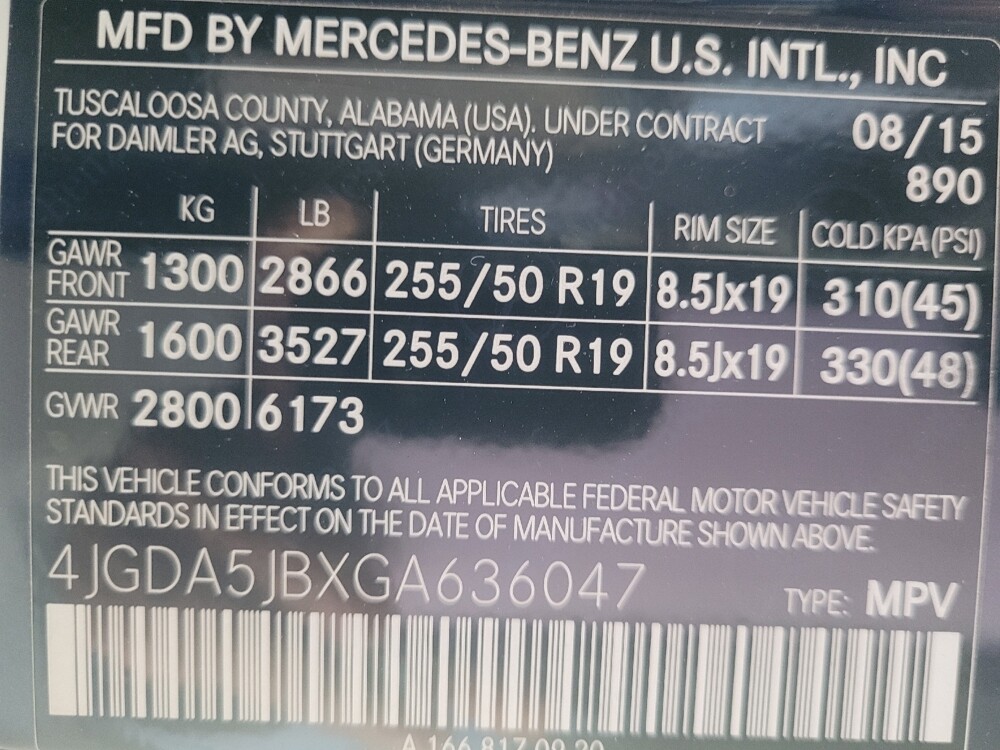 MFD BY MERCEDES-BENZ U.S. INTL., INC
TUSCALOOSA COUNTY, ALABAMA (USA). UNDER CONTRACT 08/15
FOR DAIMLER AG, STUTTGART (GERMANY)
890
KG LB TIRES RIM SIZE COLD KPA (PSI)
GAWR FRONT 1300 2866 255/50 R19 8.5Jx19 310(45)
GAWR REAR 1600 3527 255/50 R19 8.5Jx19 330(48)
GVWR 2800 6173
THIS VEHICLE CONFORMS TO ALL APPLICABLE FEDERAL MOTOR VEHICLE SAFETY
STANDARDS IN EFFECT ON THE DATE OF MANUFACTURE SHOWN ABOVE.
4JGDA5JBXGA636047 TYPE: MPV
A 166 817 09 20